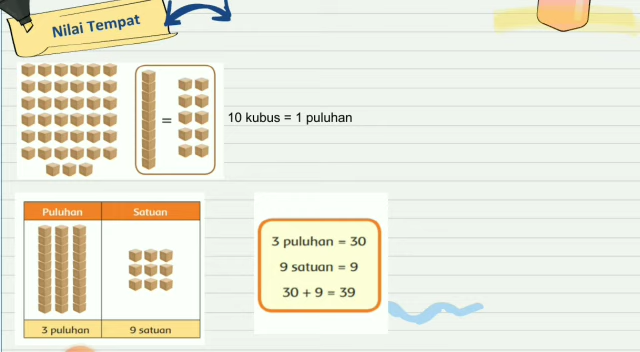 Nilai Tempat
=
10 kubus = 1 puluhan
Puluhan Satuan
3 puluhan 9 satuan
3 puluhan = 30
9 satuan = 9
30 + 9 = 39